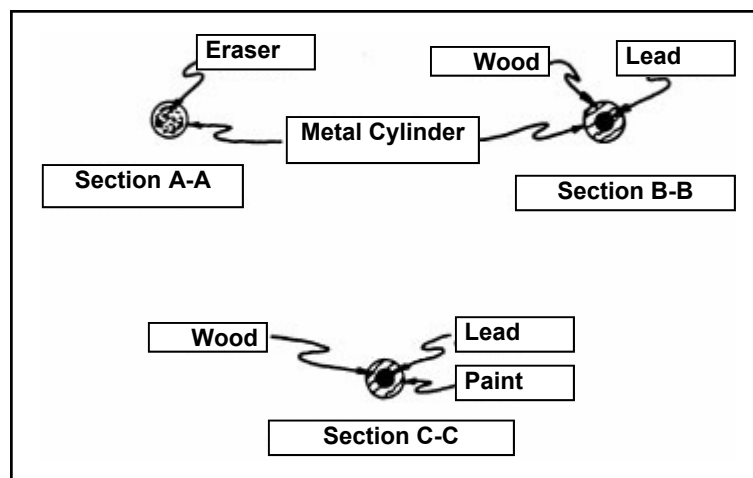 Eraser
Wood
Lead
Metal Cylinder
Section A-A
Section B-B
Wood
Lead
Paint
Section C-C